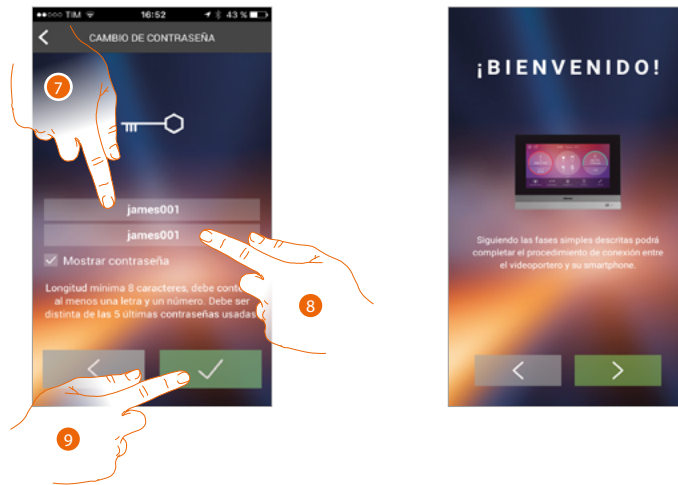 TIM 16:52 43 %
CAMBIO DE CONTRASEÑA
7
james001
james001
Mostrar contraseña
Longitud mínima 8 caracteres, debe
al menos una letra y un número. Debe ser
distinta de las 5 últimas contraseñas usadas
8
9
¡BIENVENIDO!
Siguiendo las fases simples descritas podrá
completar el procedimiento de conexión entre
el videoportero y su smartphone.